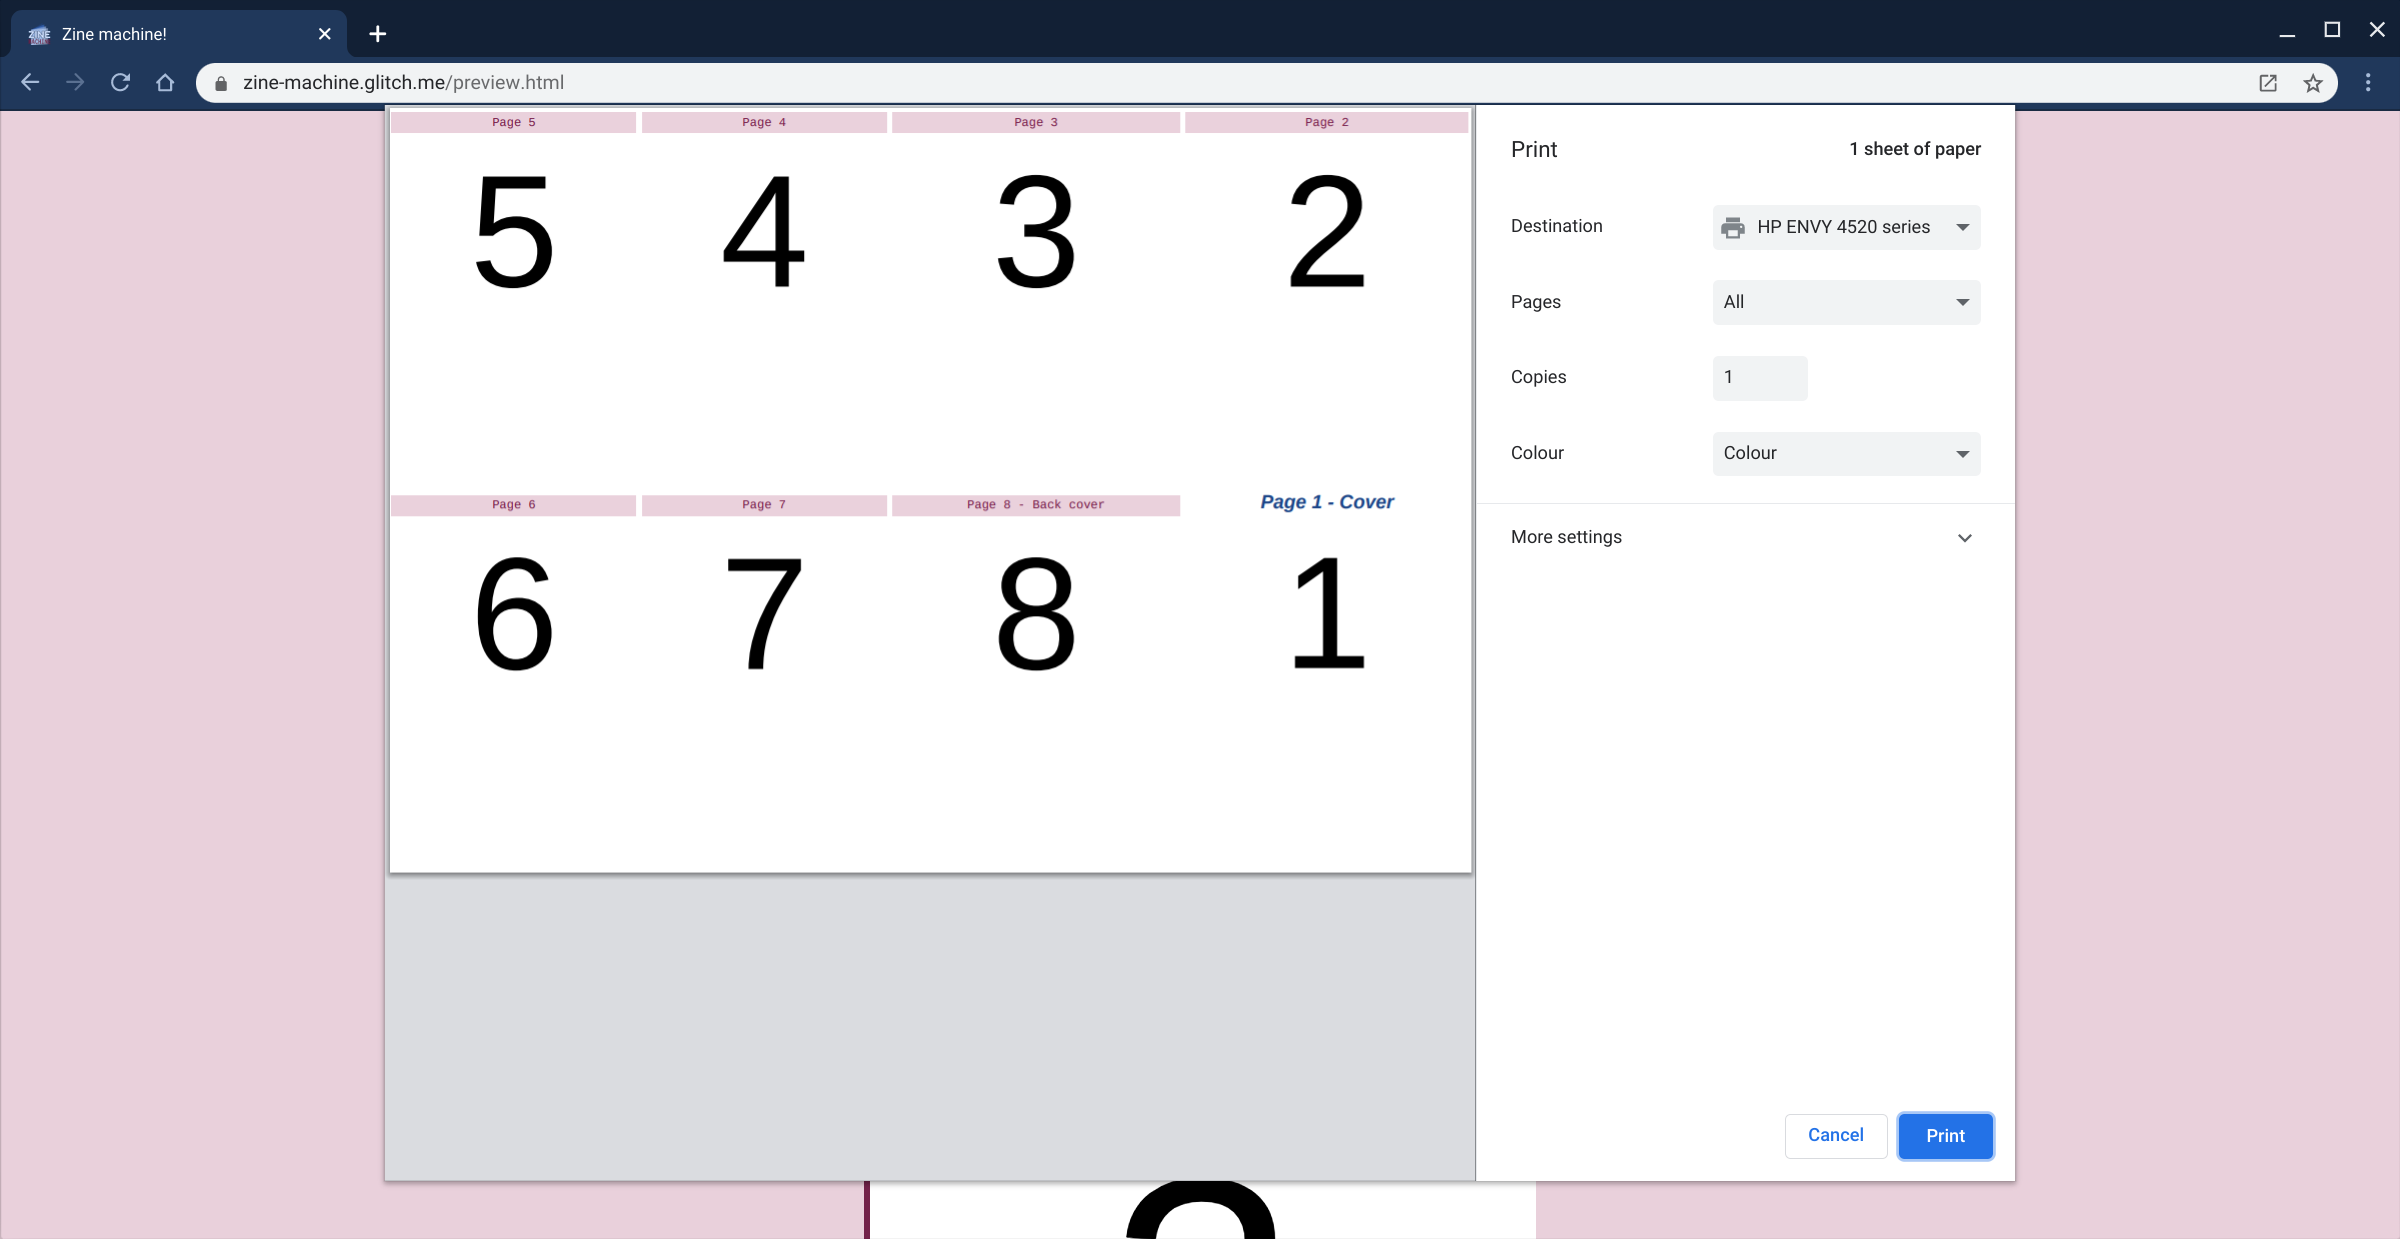 Zine machine!
zine-machine.glitch.me/preview.html
Page 5 Page 4 Page 3 Page 2
5 4 3 2
Page 6 Page 7 Page 8 - Back cover Page 1 - Cover
6 7 8 1
Print 1 sheet of paper
Destination HP ENVY 4520 series
Pages All
Copies 1
Colour Colour
More settings
Cancel Print